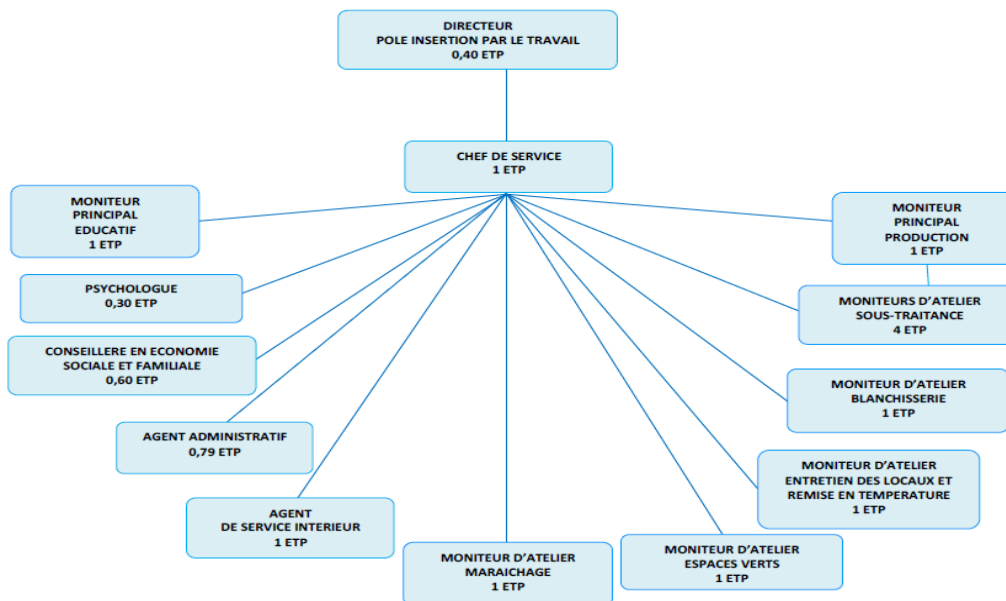 DIRECTEUR
POLE INSERTION PAR LE TRAVAIL
0,40 ETP
CHEF DE SERVICE
1 ETP
MONITEUR
PRINCIPAL
EDUCATIF
1 ETP
MONITEUR
PRINCIPAL
PRODUCTION
1 ETP
PSYCHOLOGUE
0,30 ETP
MONITEURS D'ATELIER
SOUS-TRAITANCE
4 ETP
CONSEILLERE EN ECONOMIE
SOCIALE ET FAMILIALE
0,60 ETP
MONITEUR D'ATELIER
BLANCHISSERIE
1 ETP
AGENT ADMINISTRATIF
0,79 ETP
MONITEUR D'ATELIER
ENTRETIEN DES LOCAUX ET
REMISE EN TEMPERATURE
1 ETP
AGENT
DE SERVICE INTERIEUR
1 ETP
MONITEUR D'ATELIER
MARAICHAGE
1 ETP
MONITEUR D'ATELIER
ESPACES VERTS
1 ETP